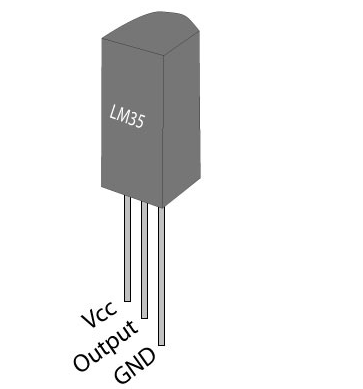 LM35
Vcc
Output
GND